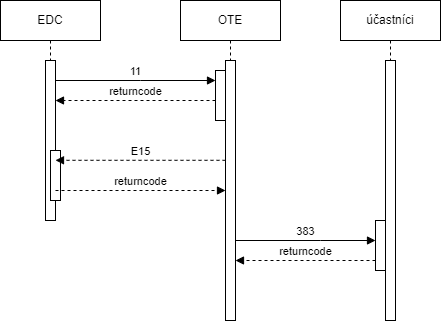 EDC
OTE
účastníci
11
returncode
E15
returncode
383
returncode